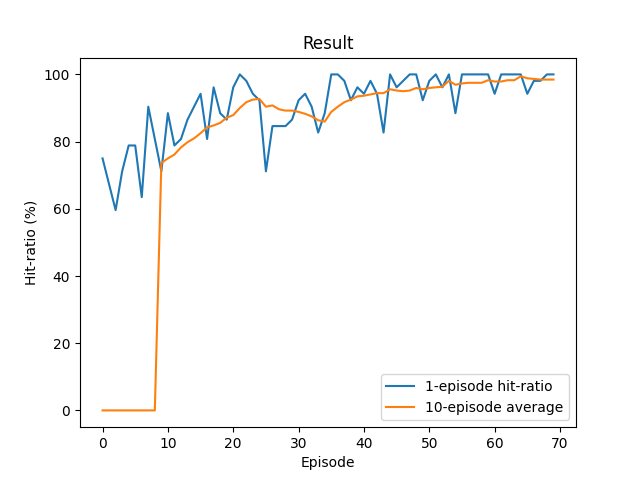 Result
Hit-ratio (%)
100
80
60
40
20
0
0 10 20 30 40 50 60 70
Episode
1-episode hit-ratio
10-episode average